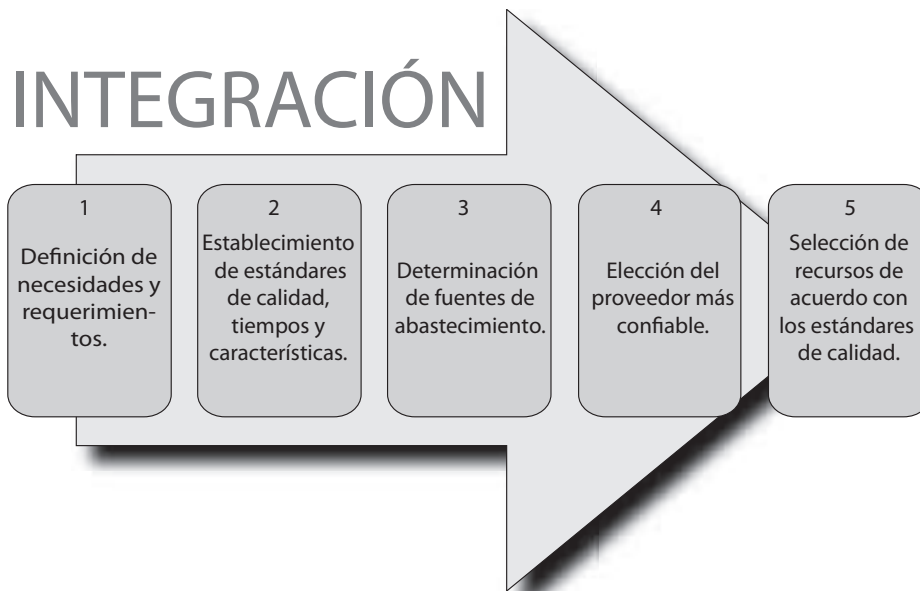 INTEGRACIÓN
1
Definición de
necesidades y
requerimien-
tos.
2
Establecimiento
de estándares
de calidad,
tiempos y
características.
3
Determinación
de fuentes de
abastecimiento.
4
Elección del
proveedor más
confiable.
5
Selección de
recursos de
acuerdo con
los estándares
de calidad.